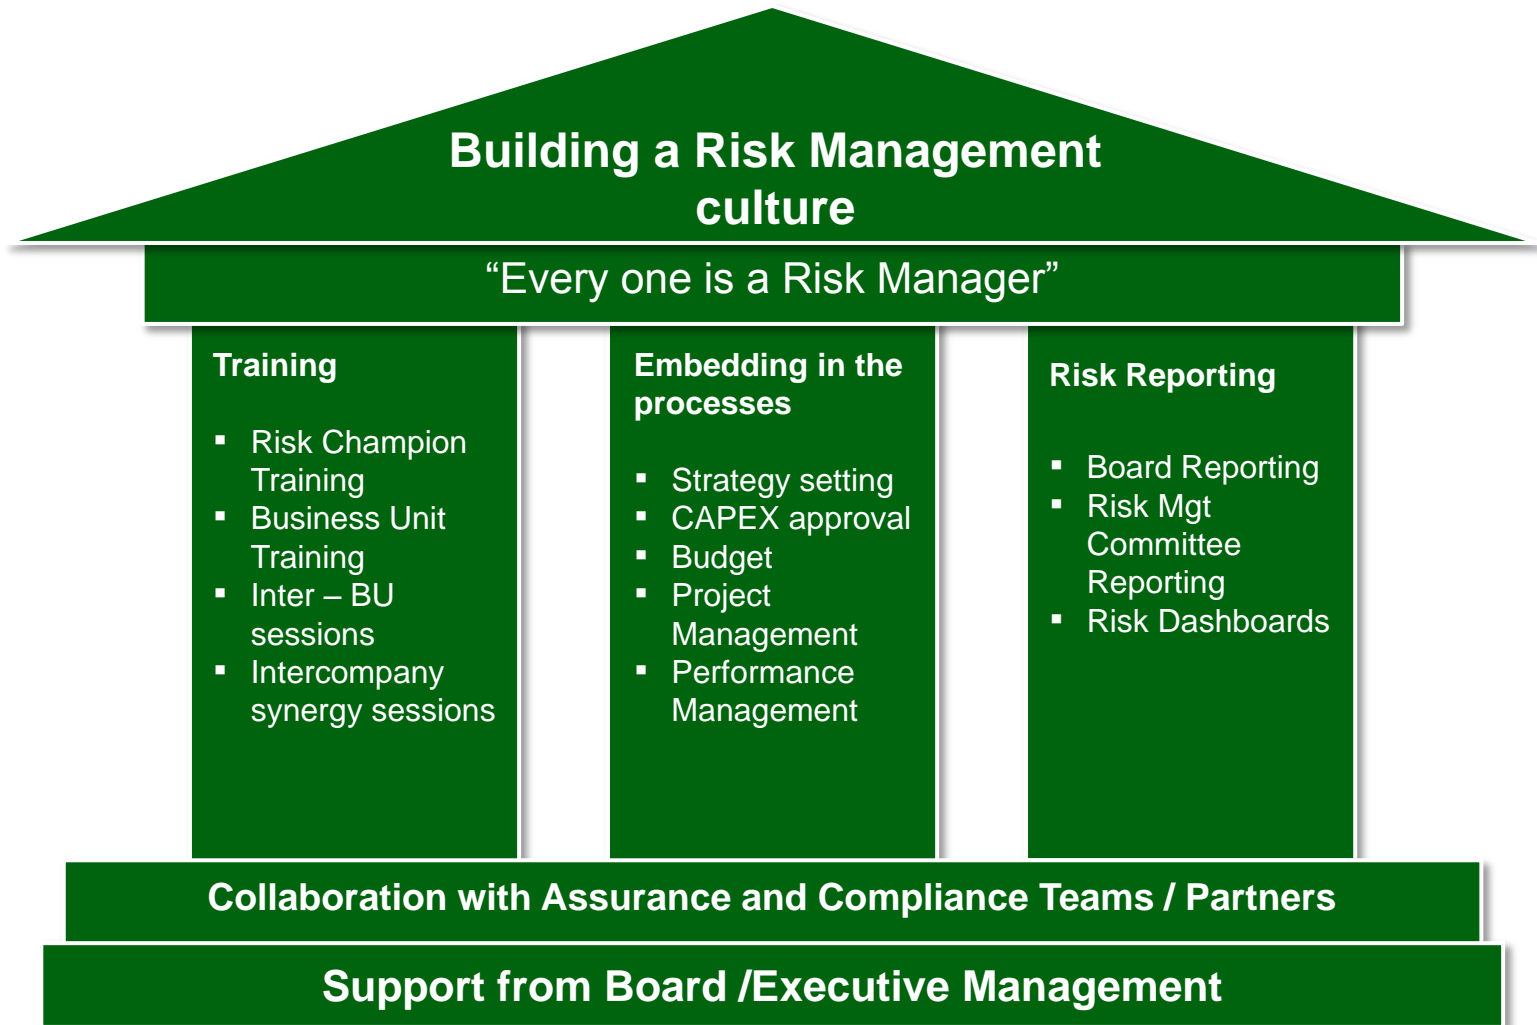 Building a Risk Management
culture
“Every one is a Risk Manager”
Training
▪ Risk Champion
Training
▪ Business Unit
Training
▪ Inter – BU
sessions
▪ Intercompany
synergy sessions
Embedding in the
processes
▪ Strategy setting
▪ CAPEX approval
▪ Budget
▪ Project
Management
▪ Performance
Management
Risk Reporting
▪ Board Reporting
▪ Risk Mgt
Committee
Reporting
▪ Risk Dashboards
Collaboration with Assurance and Compliance Teams / Partners
Support from Board /Executive Management